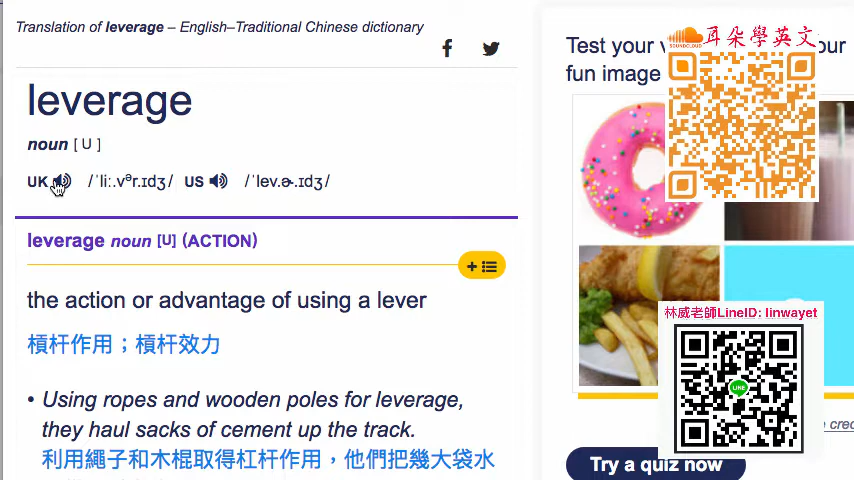 Translation of leverage – English–Traditional Chinese dictionary
leverage
noun [ U ]
UK /ˈliː.vᵊr.ɪdʒ/ US /ˈlev.ɚ.ɪdʒ/
leverage noun [U] (ACTION)
the action or advantage of using a lever
槓杆作用；槓杆效力
• Using ropes and wooden poles for leverage,
they haul sacks of cement up the track.
利用繩子和木棍取得杠杆作用，他們把幾大袋水
Test your
our
fun image
SOUNDCLOUD
耳朵學英文
林威老師LineID: linwayet
LINE
Try a quiz now